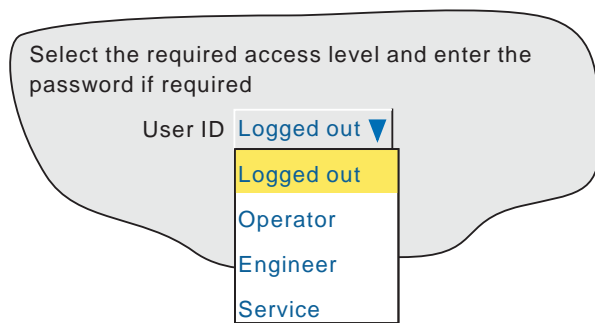 Select the required access level and enter the
password if required
User ID Logged out
Logged out
Operator
Engineer
Service